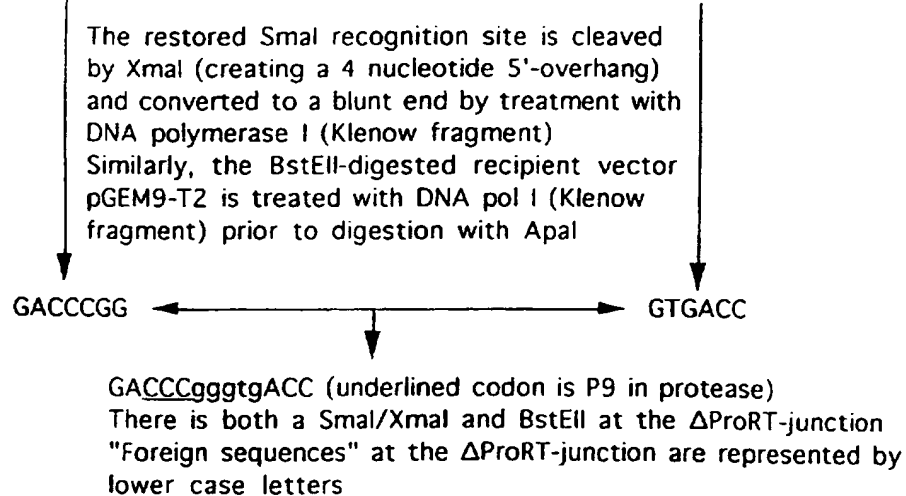 The restored SmaI recognition site is cleaved
by XmaI (creating a 4 nucleotide 5'-overhang)
and converted to a blunt end by treatment with
DNA polymerase I (Klenow fragment)
Similarly, the BstEII-digested recipient vector
pGEM9-T2 is treated with DNA pol I (Klenow
fragment) prior to digestion with ApaI
GACCCGG GTGACC
GACCCgggtgACC (underlined codon is P9 in protease)
There is both a SmaI/XmaI and BstEII at the ΔProRT-junction
"Foreign sequences" at the ΔProRT-junction are represented by
lower case letters